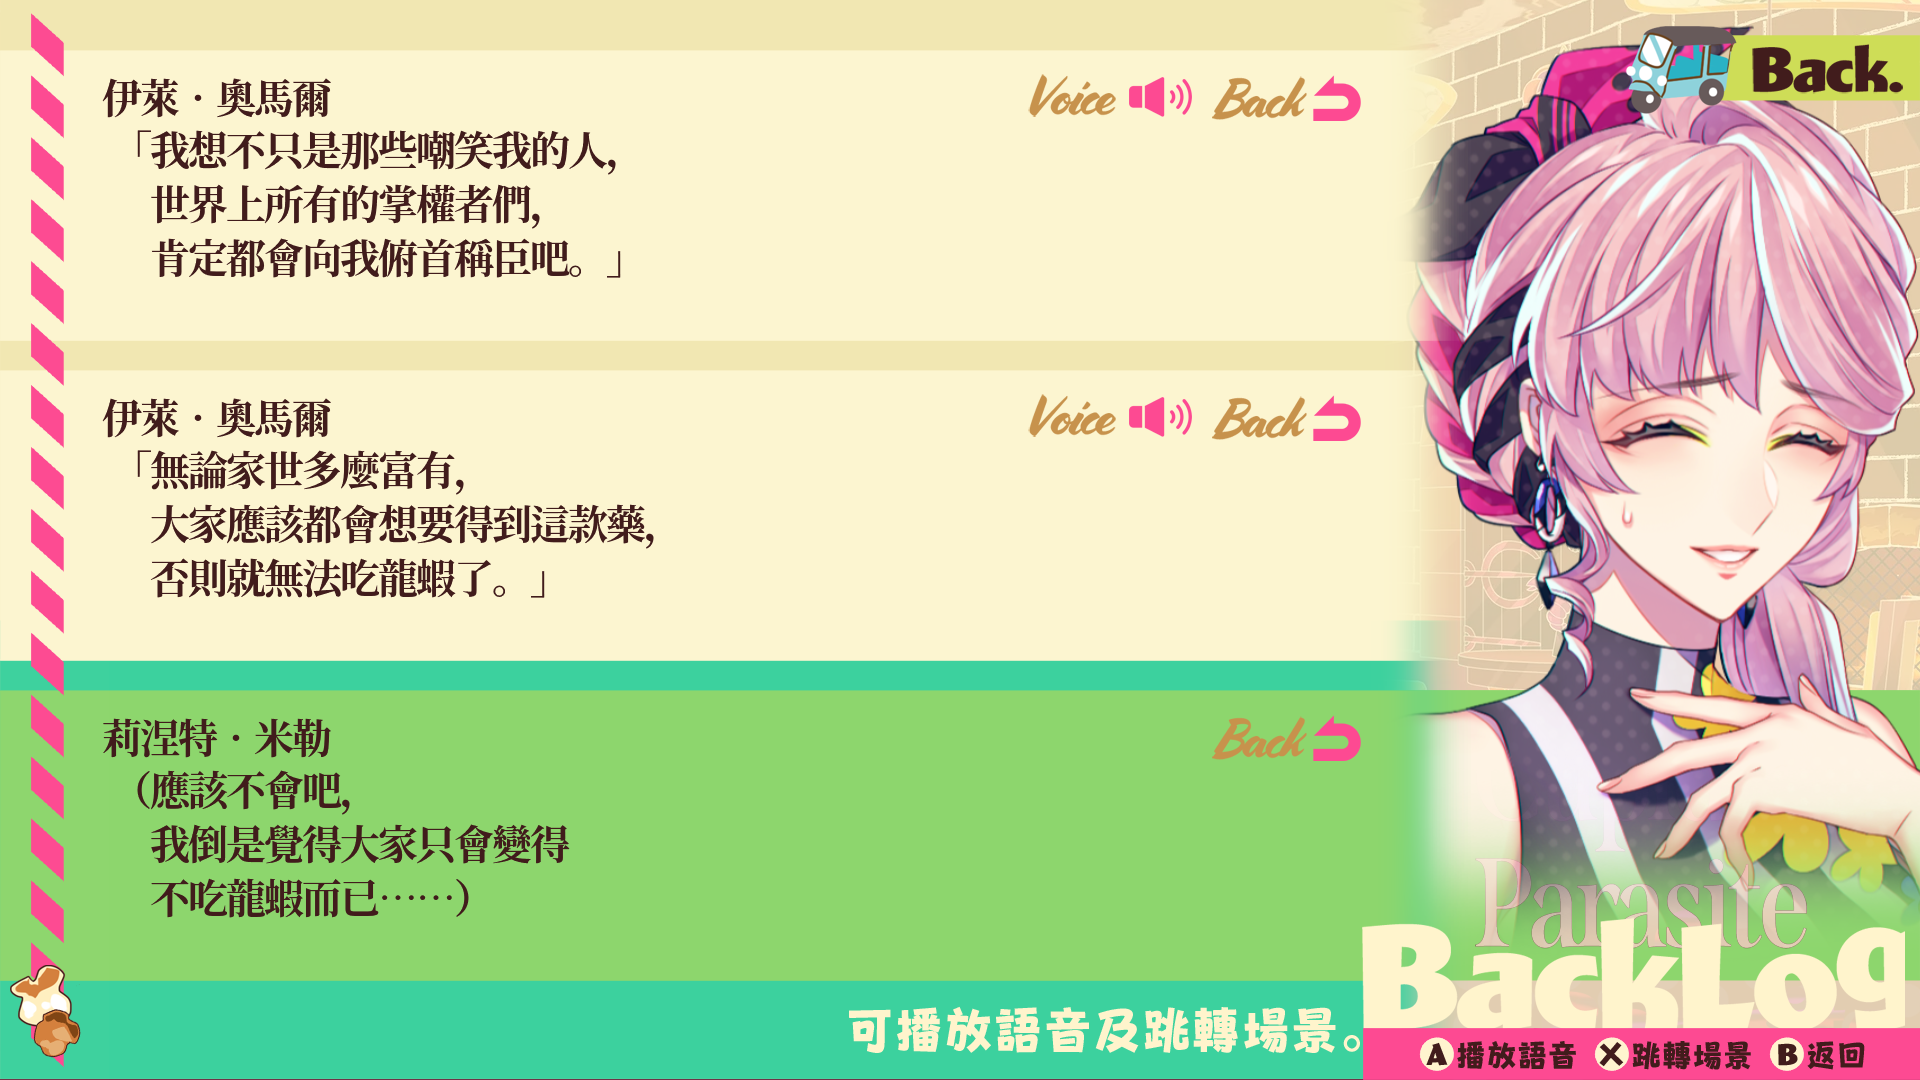 Back.
伊萊・奧馬爾
Voice Back
「我想不只是那些嘲笑我的人,
世界上所有的掌權者們,
肯定都會向我俯首稱臣吧。」
伊萊・奧馬爾
Voice Back
「無論家世多麼富有,
大家應該都會想要得到這款藥,
否則就無法吃龍蝦了。」
莉涅特・米勒
Back
（應該不會吧,
我倒是覺得大家只會變得
不吃龍蝦而已……）
Parasite
BackLog
可播放語音及跳轉場景。
A播放語音 X跳轉場景 B返回